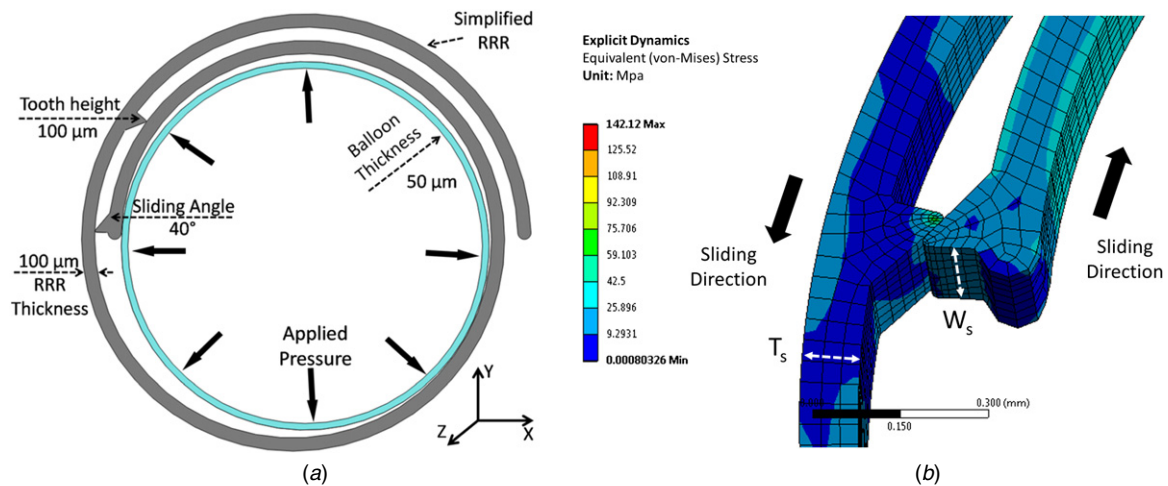 Simplified
RRR
Tooth height
100 μm
Balloon
Thickness
50 μm
Sliding Angle
40°
100 μm
RRR
Thickness
Applied
Pressure
Y
Z
X
(a)
Explicit Dynamics
Equivalent (von-Mises) Stress
Unit: Mpa
142.12 Max
125.52
108.91
92.309
75.706
59.103
42.5
25.896
9.2931
0.00080326 Min
Sliding
Direction
Sliding
Direction
Ws
Ts
0.300 (mm)
0.150
(b)